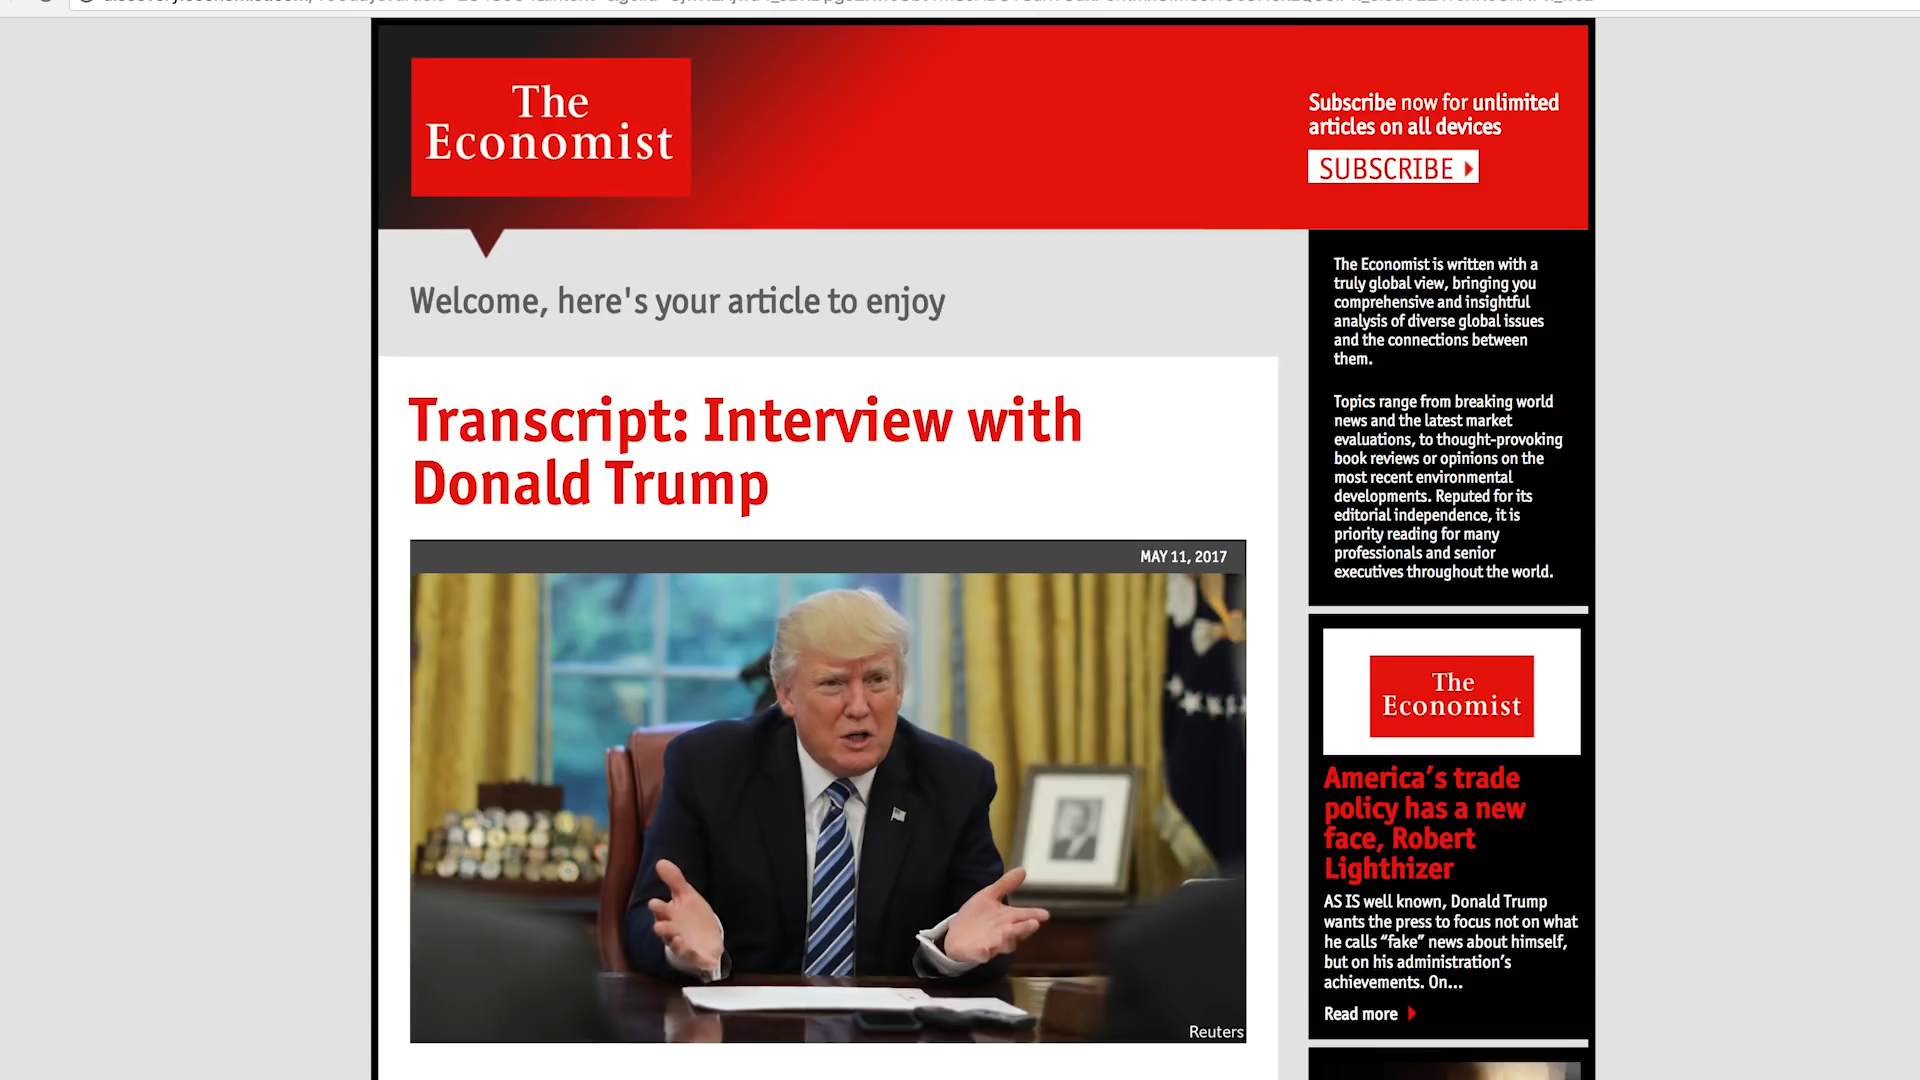 The
Economist
Subscribe now for unlimited
articles on all devices
SUBSCRIBE
Welcome, here's your article to enjoy
Transcript: Interview with
Donald Trump
MAY 11, 2017
Reuters
The Economist is written with a
truly global view, bringing you
comprehensive and insightful
analysis of diverse global issues
and the connections between
them.
Topics range from breaking world
news and the latest market
evaluations, to thought-provoking
book reviews or opinions on the
most recent environmental
developments. Reputed for its
editorial independence, it is
priority reading for many
professionals and senior
executives throughout the world.
The
Economist
America's trade
policy has a new
face, Robert
Lighthizer
AS IS well known, Donald Trump
wants the press to focus not on what
he calls “fake” news about himself,
but on his administration's
achievements. On...
Read more